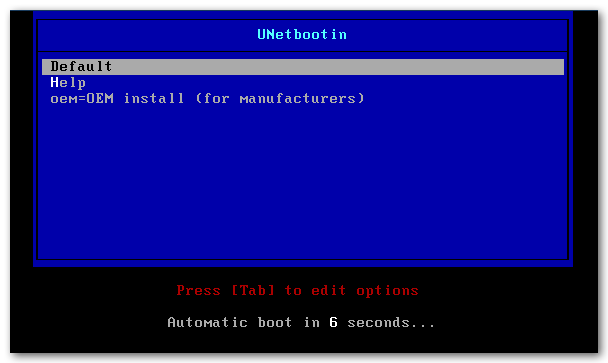 UNetbootin
Default
Help
oem=OEM install (for manufacturers)
Press [Tab] to edit options
Automatic boot in 6 seconds...